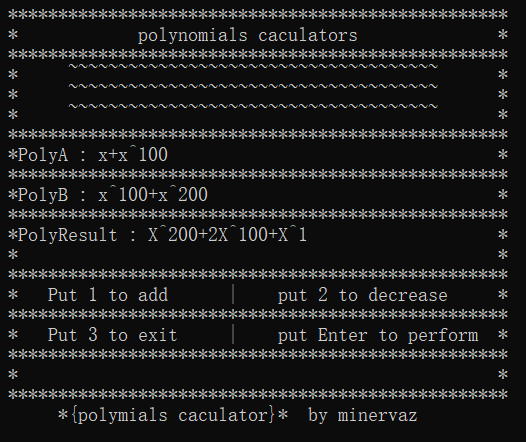 **************************************************
*            polynomials caculators              *
**************************************************
*     ~~~~~~~~~~~~~~~~~~~~~~~~~~~~~~~~~~~~~      *
*     ~~~~~~~~~~~~~~~~~~~~~~~~~~~~~~~~~~~~~      *
*     ~~~~~~~~~~~~~~~~~~~~~~~~~~~~~~~~~~~~~      *
**************************************************
*PolyA : x+x^100                                 *
**************************************************
*PolyB : x^100+x^200                             *
**************************************************
*PolyResult : X^200+2X^100+X^1                   *
*                                                *
**************************************************
*   Put 1 to add      |    put 2 to decrease     *
**************************************************
*   Put 3 to exit     |    put Enter to perform  *
**************************************************
*                                                *
**************************************************
     *{polymials caculator}*  by minervaz